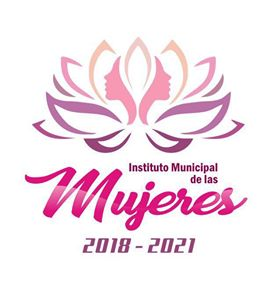 Instituto Municipal
de las
Mujeres
2018 - 2021